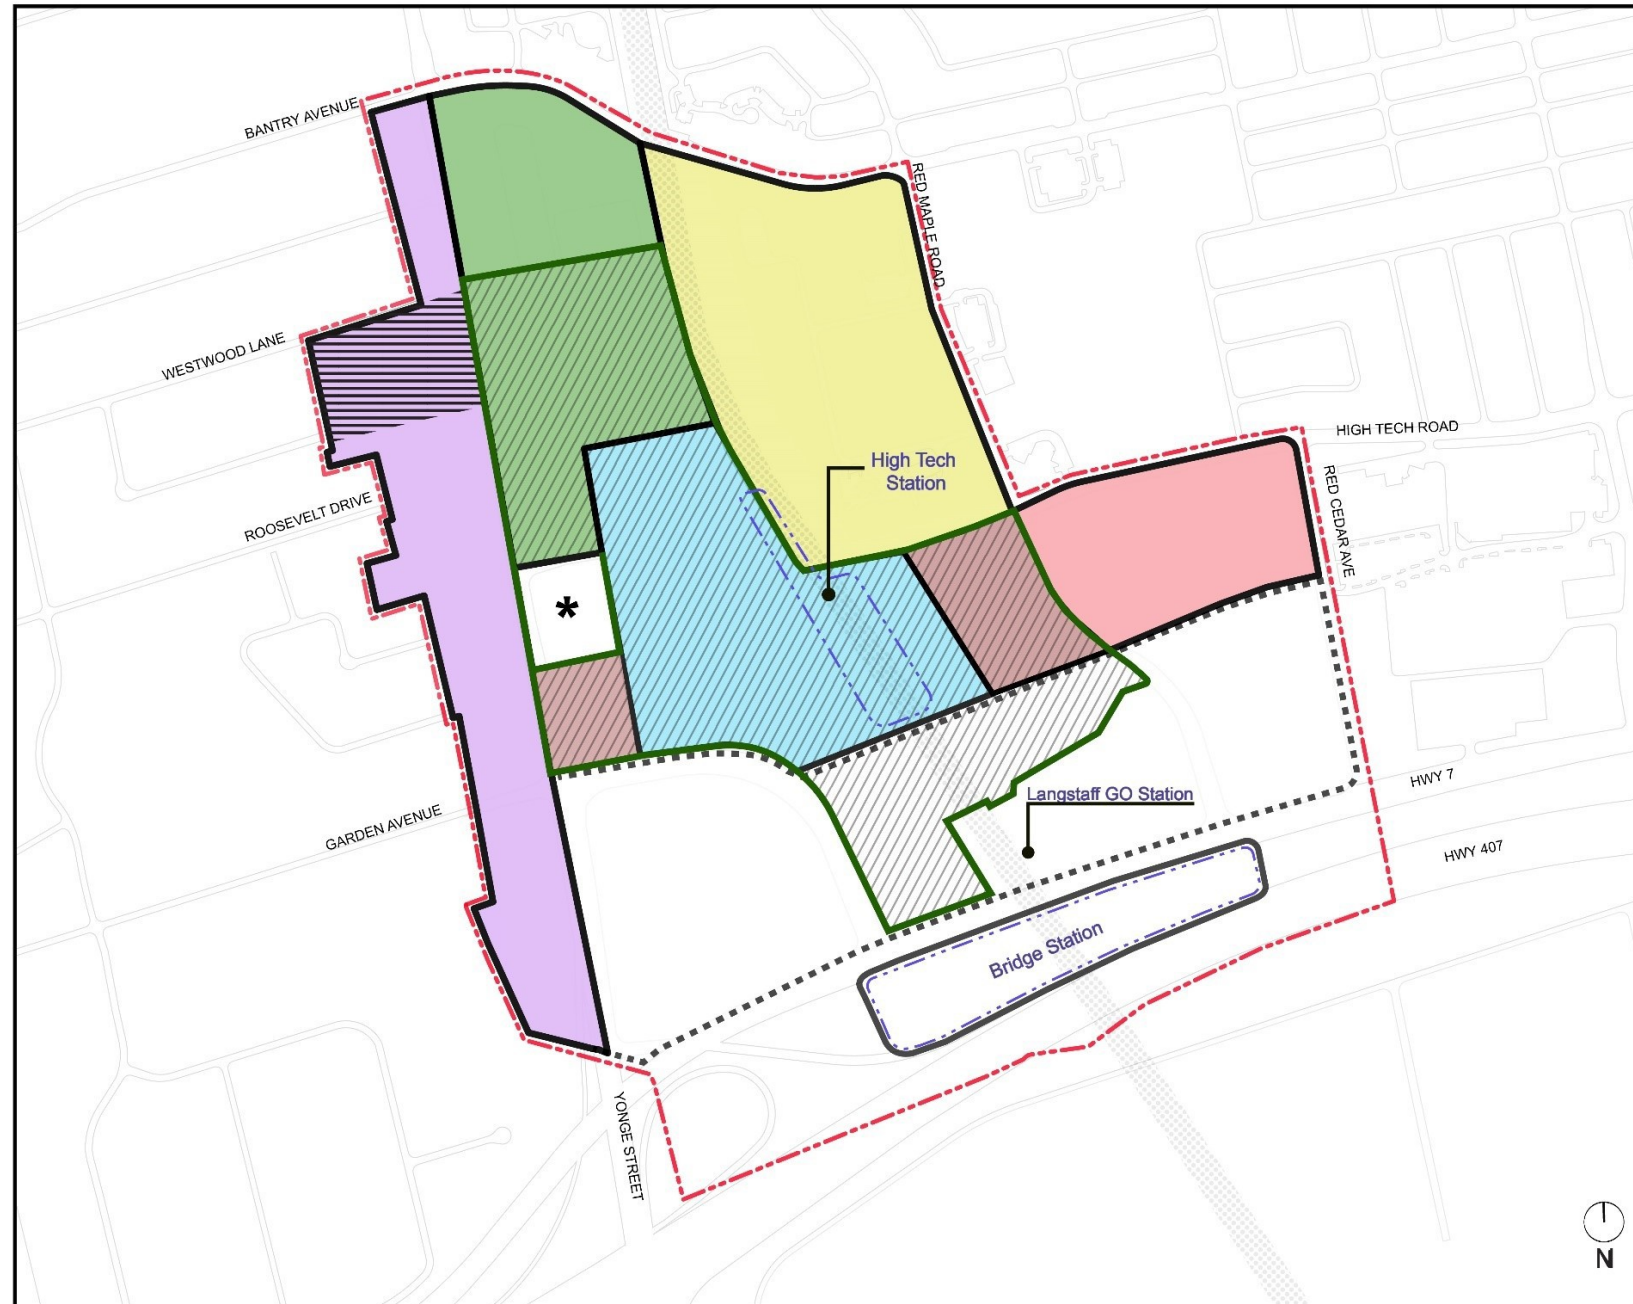 BANTRY AVENUE
RED MAPLE ROAD
WESTWOOD LANE
HIGH TECH ROAD
High Tech
Station
RED CEDAR AVE
ROOSEVELT DRIVE
*
HWY 7
Langstaff GO Station
GARDEN AVENUE
HWY 407
Bridge Station
YONGE STREET
N